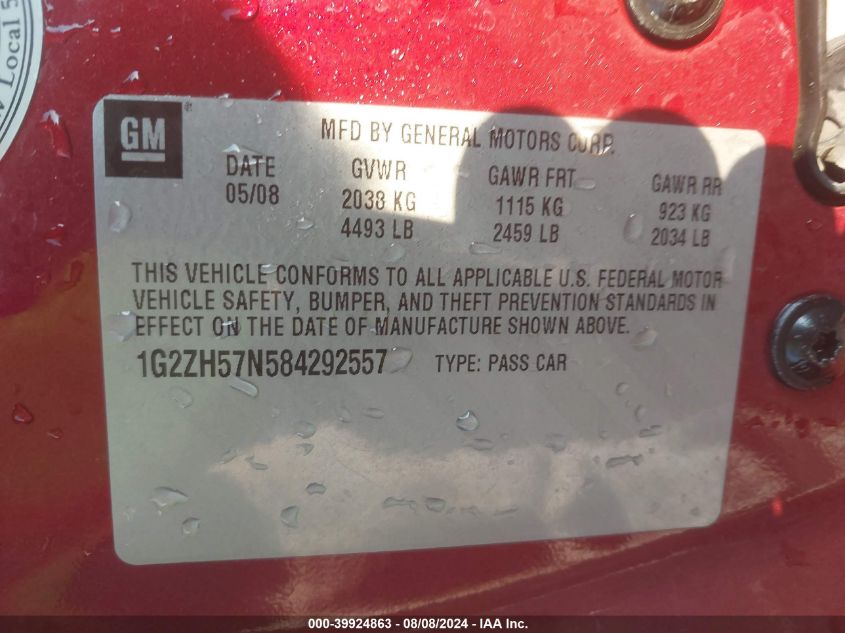 w Local 5
GM
MFD BY GENERAL MOTORS CORP.
DATE GVWR GAWR FRT GAWR RR
05/08 2038 KG 1115 KG 923 KG
4493 LB 2459 LB 2034 LB
THIS VEHICLE CONFORMS TO ALL APPLICABLE U.S. FEDERAL MOTOR
VEHICLE SAFETY, BUMPER, AND THEFT PREVENTION STANDARDS IN
EFFECT ON THE DATE OF MANUFACTURE SHOWN ABOVE.
1G2ZH57N584292557 TYPE: PASS CAR
000-39924863 - 08/08/2024 - IAA Inc.